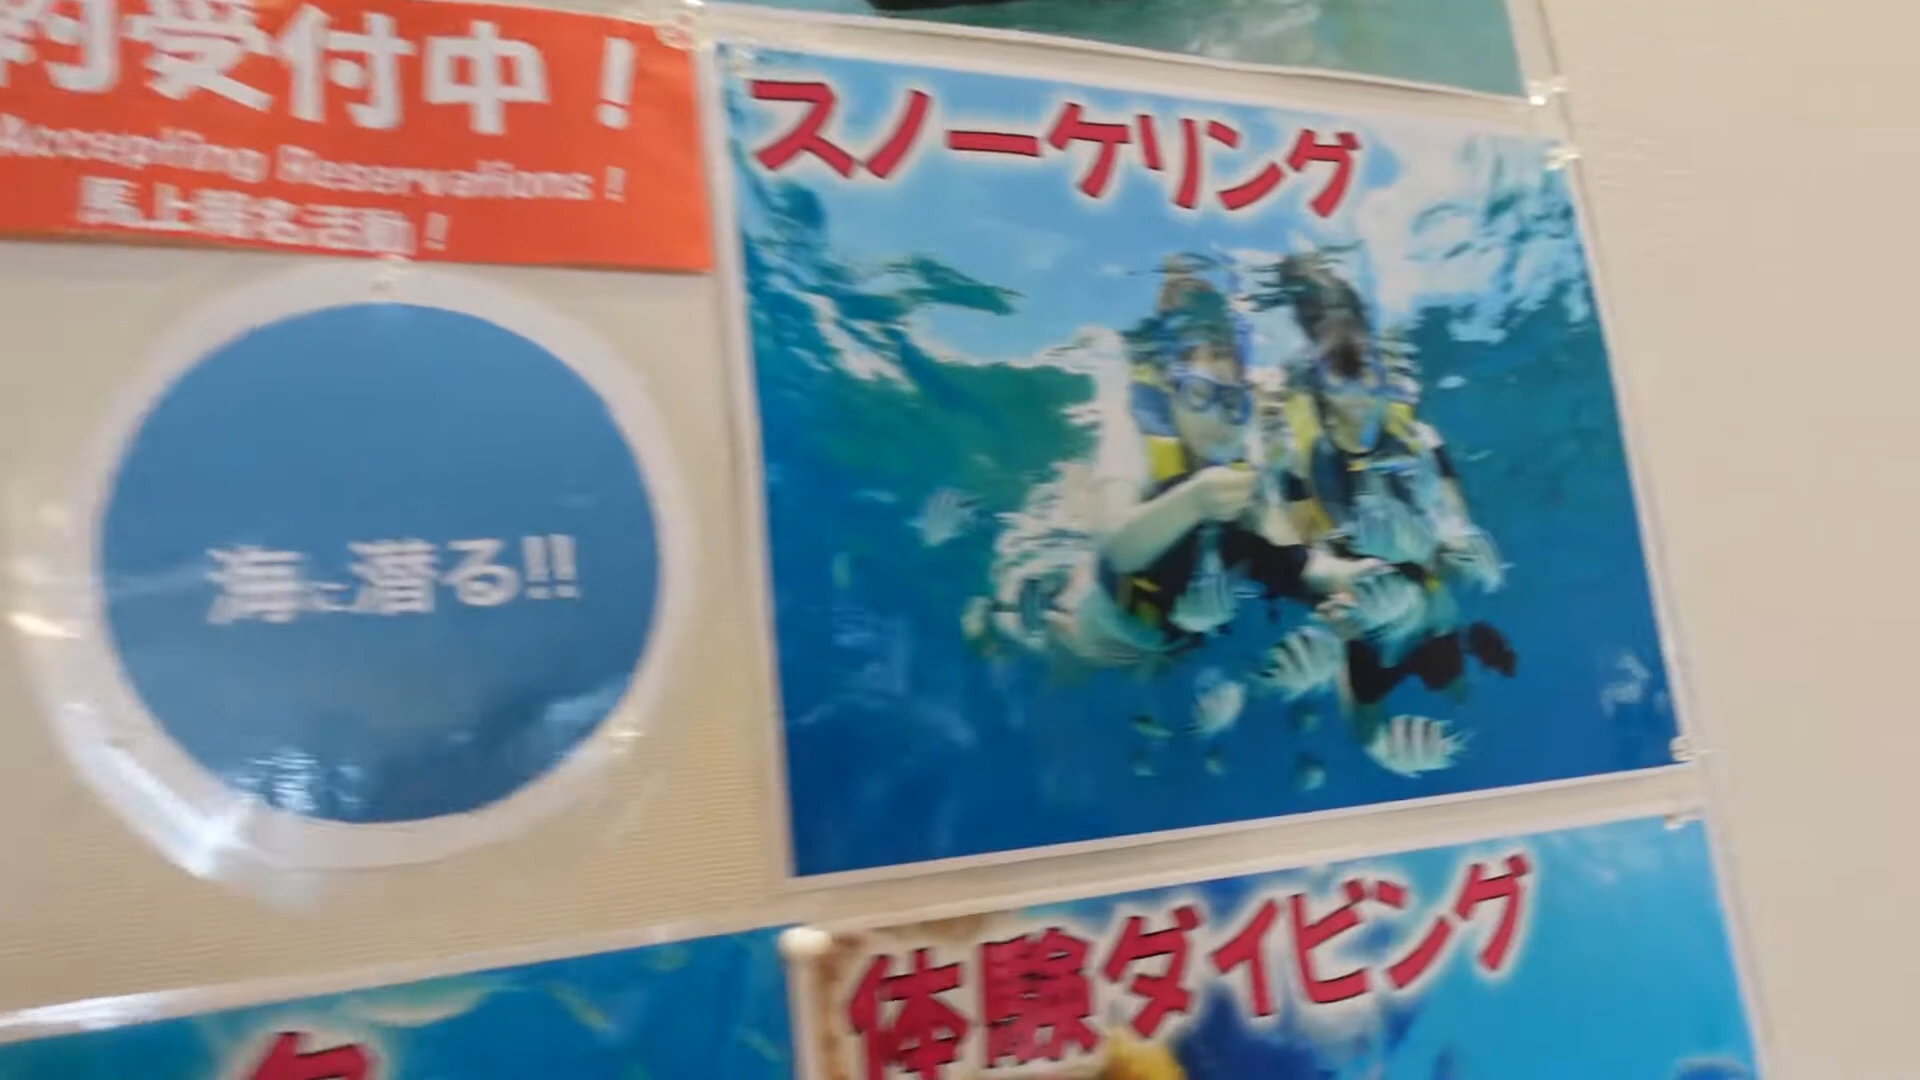 約受付中！
Accepting Reservations!
馬上報名活動！
スノーケリング
海に潜る!!
体験ダイビング